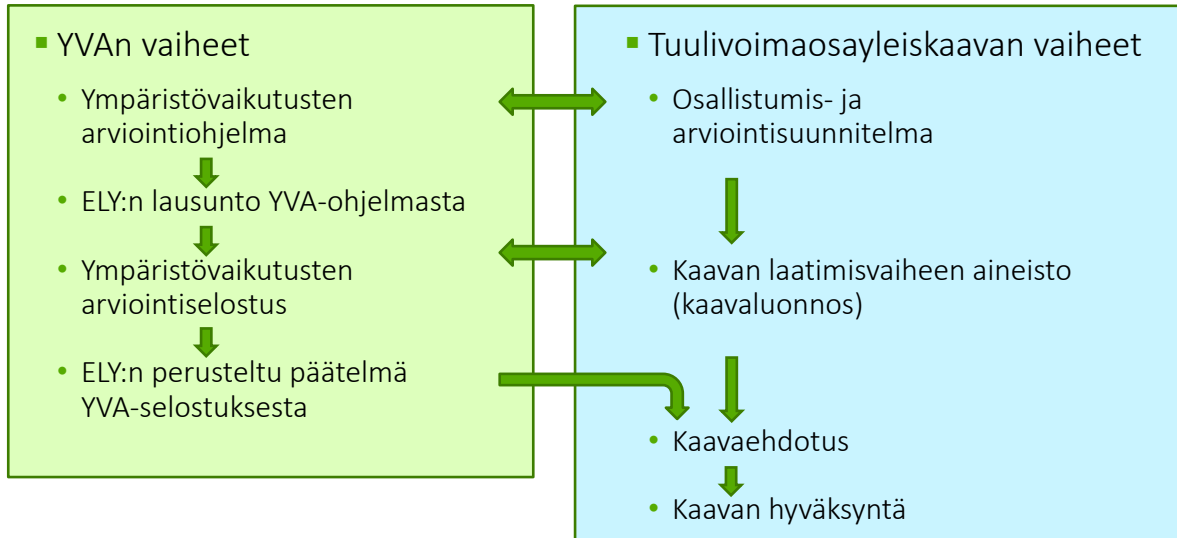 YVAn vaiheet
Ympäristövaikutusten
arviointiohjelma
ELY:n lausunto YVA-ohjelmasta
Ympäristövaikutusten
arviointiselostus
ELY:n perusteltu päätelmä
YVA-selostuksesta
Tuulivoimaosayleiskaavan vaiheet
Osallistumis- ja
arviointisuunnitelma
Kaavan laatimisvaiheen aineisto
(kaavaluonnos)
Kaavaehdotus
Kaavan hyväksyntä